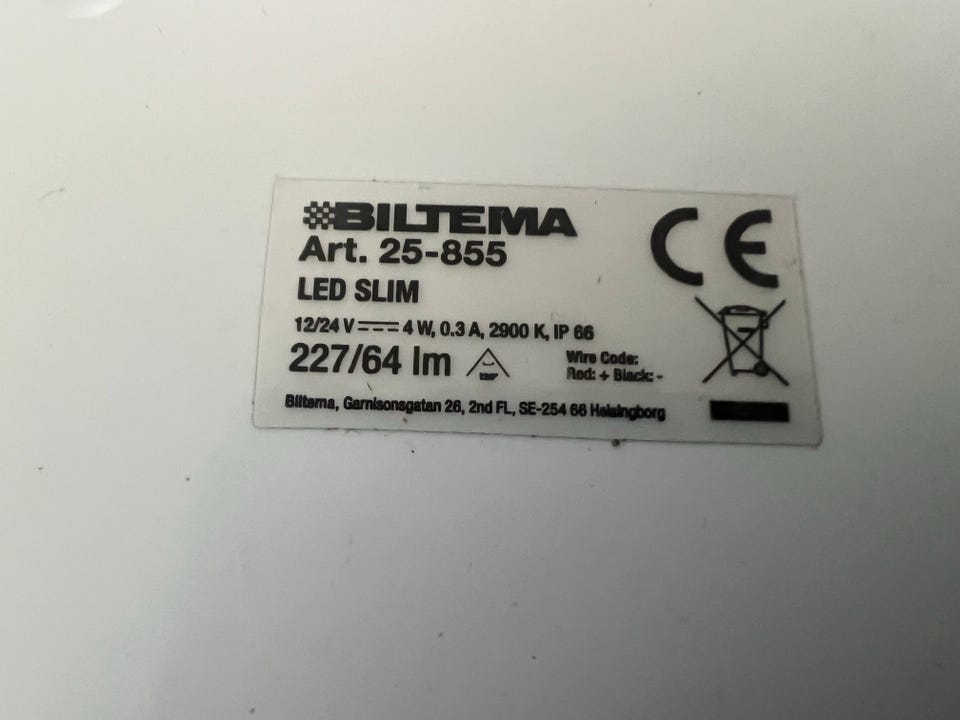 BILTEMA
Art. 25-855
LED SLIM
12/24 V 4 W, 0.3 A, 2900 K, IP 66
227/64 lm
Wire Code:
Red: + Black: -
Biltema, Garnisonsgatan 26, 2nd FL, SE-254 66 Helsingborg
CE